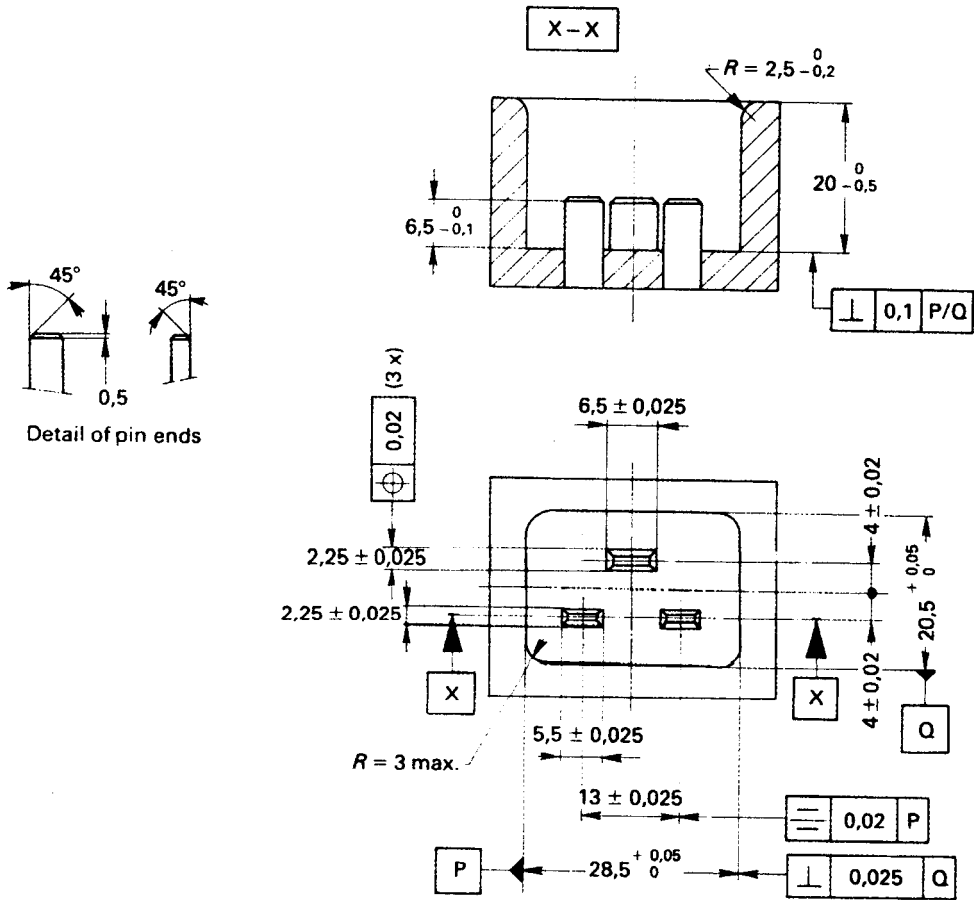 X – X
R = 2,5 0 −0,2
20 0 −0,5
6,5 0 −0,1
⊥ 0,1 P/Q
45° 45°
0,5
Detail of pin ends
⌖ 0,02 (3 x)
6,5 ± 0,025
4 ± 0,02
2,25 ± 0,025
2,25 ± 0,025
20,5 + 0,05 0
4 ± 0,02
X
X
Q
5,5 ± 0,025
R = 3 max.
13 ± 0,025
⌯ 0,02 P
P
28,5 + 0,05 0
⊥ 0,025 Q